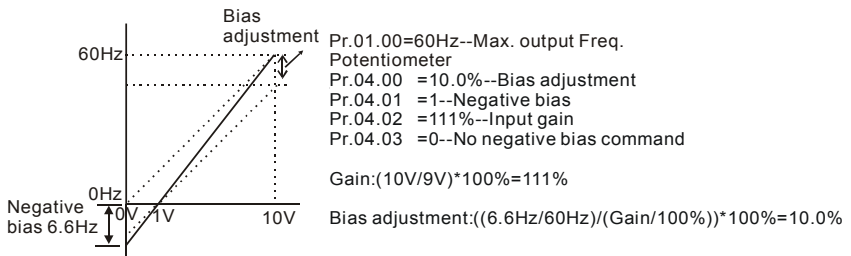 Bias
adjustment
60Hz
0Hz
0V
1V
10V
Negative
bias 6.6Hz
Pr.01.00=60Hz--Max. output Freq.
Potentiometer
Pr.04.00 =10.0%--Bias adjustment
Pr.04.01 =1--Negative bias
Pr.04.02 =111%--Input gain
Pr.04.03 =0--No negative bias command
Gain:(10V/9V)*100%=111%
Bias adjustment:((6.6Hz/60Hz)/(Gain/100%))*100%=10.0%